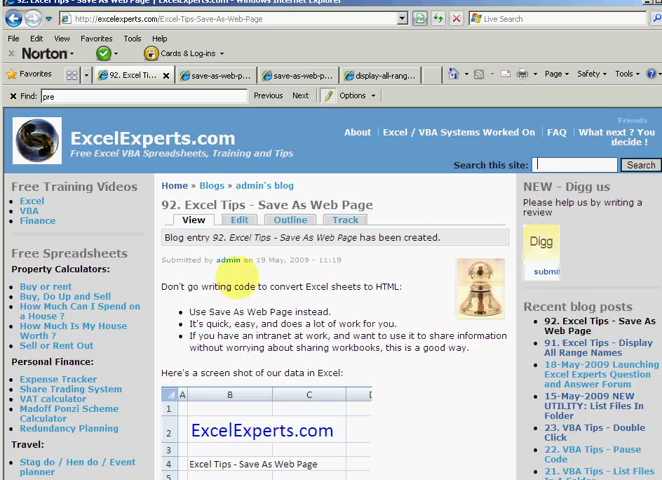 92. Excel Tips - Save As Web Page | ExcelExperts.com - Windows Internet Explorer
http://excelexperts.com/Excel-Tips-Save-As-Web-Page
Live Search
File Edit View Favorites Tools Help
Norton Cards & Log-ins
Favorites
92. Excel Ti...
save-as-web-p...
save-as-web-p...
display-all-rang...
Page Safety Tools
Find: pre Previous Next Options
Friends
About Excel / VBA Systems Worked On FAQ What next ? You decide !
ExcelExperts.com
Free Excel VBA Spreadsheets, Training and Tips
Search this site: Search
Free Training Videos
Excel
VBA
Finance
Free Spreadsheets
Property Calculators:
Buy or rent
Buy, Do Up and Sell
How Much Can I Spend on
a House ?
How Much Is My House
Worth ?
Sell or Rent Out
Personal Finance:
Expense Tracker
Share Trading System
VAT calculator
Madoff Ponzi Scheme
Calculator
Redundancy Planning
Travel:
Stag do / Hen do / Event
planner
Home » Blogs » admin's blog
92. Excel Tips - Save As Web Page
View Edit Outline Track
Blog entry 92. Excel Tips - Save As Web Page has been created.
Submitted by admin on 19 May, 2009 - 11:19
Don't go writing code to convert Excel sheets to HTML:
Use Save As Web Page instead.
It's quick, easy, and does a lot of work for you.
If you have an intranet at work, and want to use it to share information
without worrying about sharing workbooks, this is a good way.
Here's a screen shot of our data in Excel:
A B C D
1
2 ExcelExperts.com
3
4 Excel Tips - Save As Web Page
5
NEW - Digg us
Please help us by writing a
review
Digg
submit
Recent blog posts
92. Excel Tips - Save As
Web Page
91. Excel Tips - Display
All Range Names
18-May-2009 Launching
Excel Experts Question
and Answer Forum
15-May-2009 NEW
UTILITY: List Files In
Folder
23. VBA Tips - Double
Click
22. VBA Tips - Pause
Code
21. VBA Tips - List Files
In A Folder